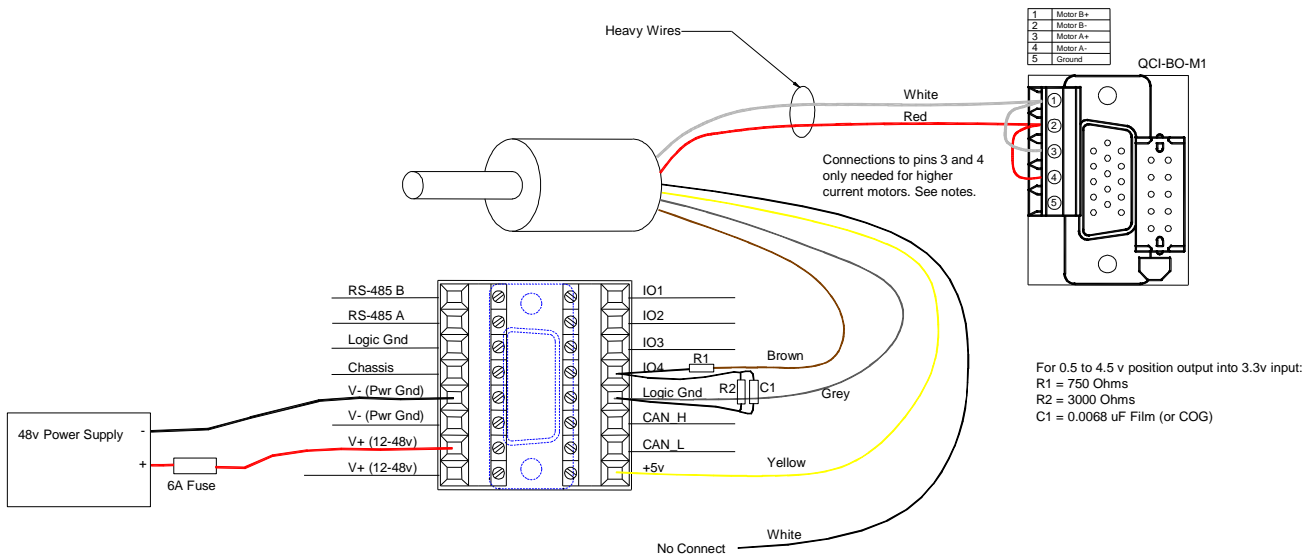 1 Motor B+
2 Motor B-
3 Motor A+
4 Motor A-
5 Ground
QCI-BO-M1
Heavy Wires
White
Red
1
2
3
4
5
Connections to pins 3 and 4
only needed for higher
current motors. See notes.
RS-485 B
RS-485 A
Logic Gnd
Chassis
V- (Pwr Gnd)
V- (Pwr Gnd)
V+ (12-48v)
V+ (12-48v)
IO1
IO2
IO3
IO4
Logic Gnd
CAN_H
CAN_L
+5v
R1
Brown
R2
C1
Grey
Yellow
White
No Connect
48v Power Supply
-
+
6A Fuse
For 0.5 to 4.5 v position output into 3.3v input:
R1 = 750 Ohms
R2 = 3000 Ohms
C1 = 0.0068 uF Film (or COG)